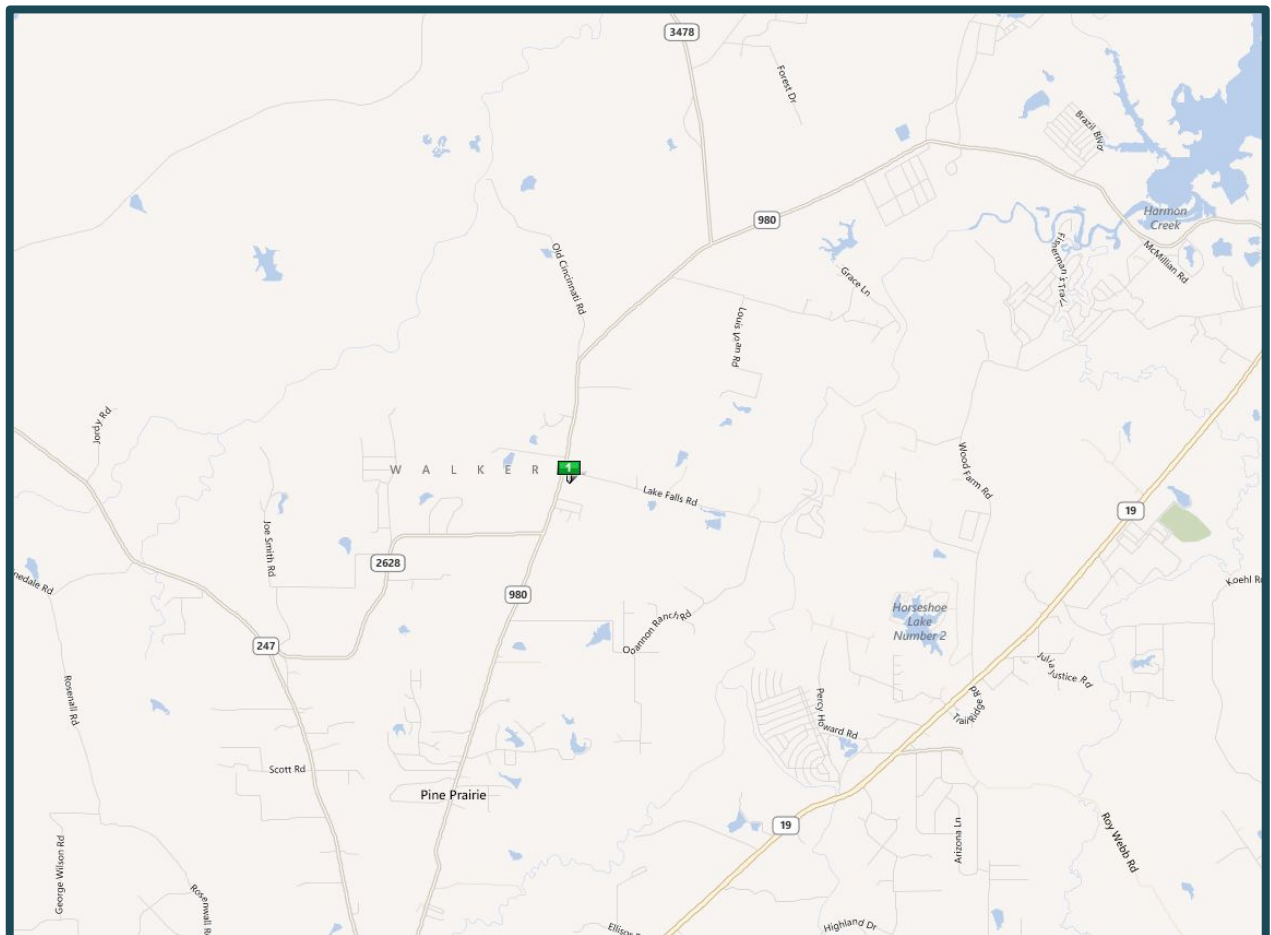 3478
Forest Dr
Brazil Blvd
980
Harmon
Creek
McMillian Rd
Fisherman's Trail
Old Cincinnati Rd
Grace Ln
Louis Rd
Jordy Rd
WALKER
1
Lake Falls Rd
Wood Farm Rd
19
Joe Smith Rd
2628
980
Koehl Rd
Horseshoe
Lake
Number 2
Ranch Rd
247
Julia
Justice Rd
Rosenall Rd
Percy Howard Rd
Trail Ridge Rd
Scott Rd
Pine Prairie
19
Arizona Ln
Roy Webb Rd
George Wilson Rd
Rosenwall
Highland Dr